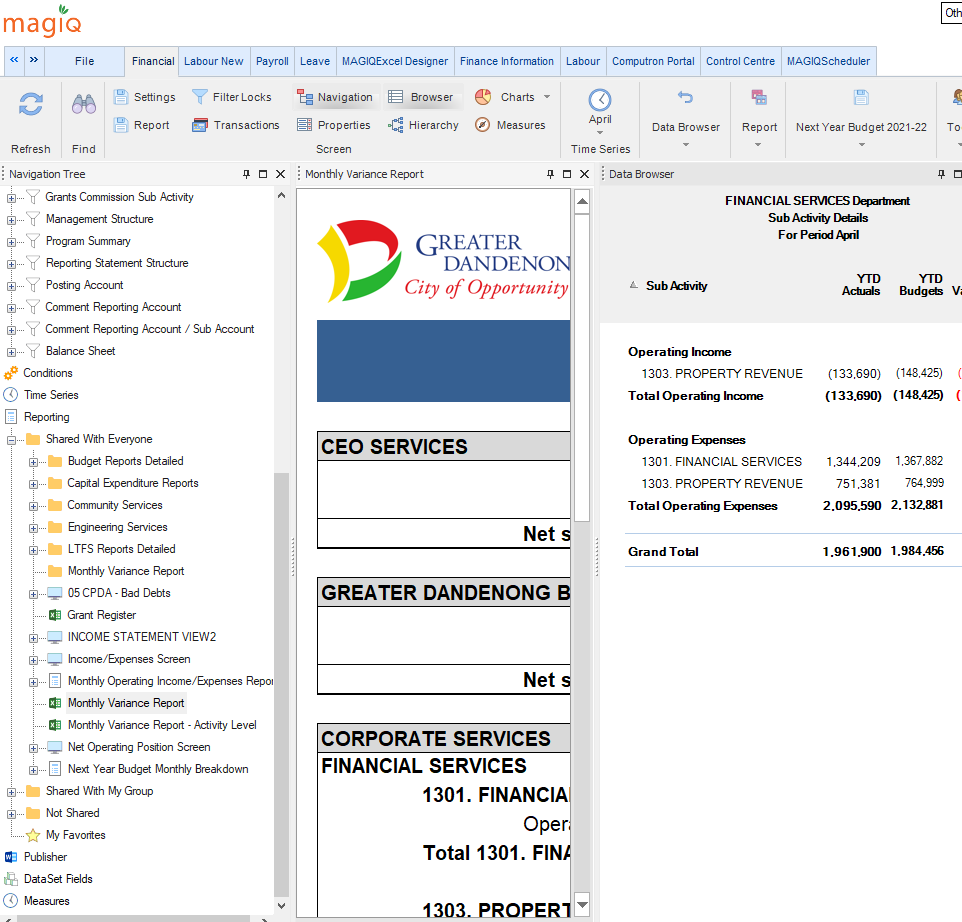 magiq
Oth
« » File Financial Labour New Payroll Leave MAGIQExcel Designer Finance Information Labour Computron Portal Control Centre MAGIQScheduler
Settings Filter Locks Navigation Browser Charts
Report Transactions Properties Hierarchy Measures
April
Data Browser Report Next Year Budget 2021-22 To
Refresh Find Screen Time Series
Navigation Tree
Grants Commission Sub Activity
Management Structure
Program Summary
Reporting Statement Structure
Posting Account
Comment Reporting Account
Comment Reporting Account / Sub Account
Balance Sheet
Conditions
Time Series
Reporting
Shared With Everyone
Budget Reports Detailed
Capital Expenditure Reports
Community Services
Engineering Services
LTFS Reports Detailed
Monthly Variance Report
05 CPDA - Bad Debts
Grant Register
INCOME STATEMENT VIEW2
Income/Expenses Screen
Monthly Operating Income/Expenses Repor
Monthly Variance Report
Monthly Variance Report - Activity Level
Net Operating Position Screen
Next Year Budget Monthly Breakdown
Shared With My Group
Not Shared
My Favorites
Publisher
DataSet Fields
Measures
Monthly Variance Report
GREATER
DANDENON
City of Opportunity
CEO SERVICES
Net s
GREATER DANDENONG B
Net s
CORPORATE SERVICES
FINANCIAL SERVICES
1301. FINANCIA
Opera
Total 1301. FINA
1303. PROPERT
Data Browser
FINANCIAL SERVICES Department
Sub Activity Details
For Period April
Sub Activity YTD Actuals YTD Budgets Va
Operating Income
1303. PROPERTY REVENUE (133,690) (148,425) (
Total Operating Income (133,690) (148,425) (
Operating Expenses
1301. FINANCIAL SERVICES 1,344,209 1,367,882
1303. PROPERTY REVENUE 751,381 764,999
Total Operating Expenses 2,095,590 2,132,881
Grand Total 1,961,900 1,984,456